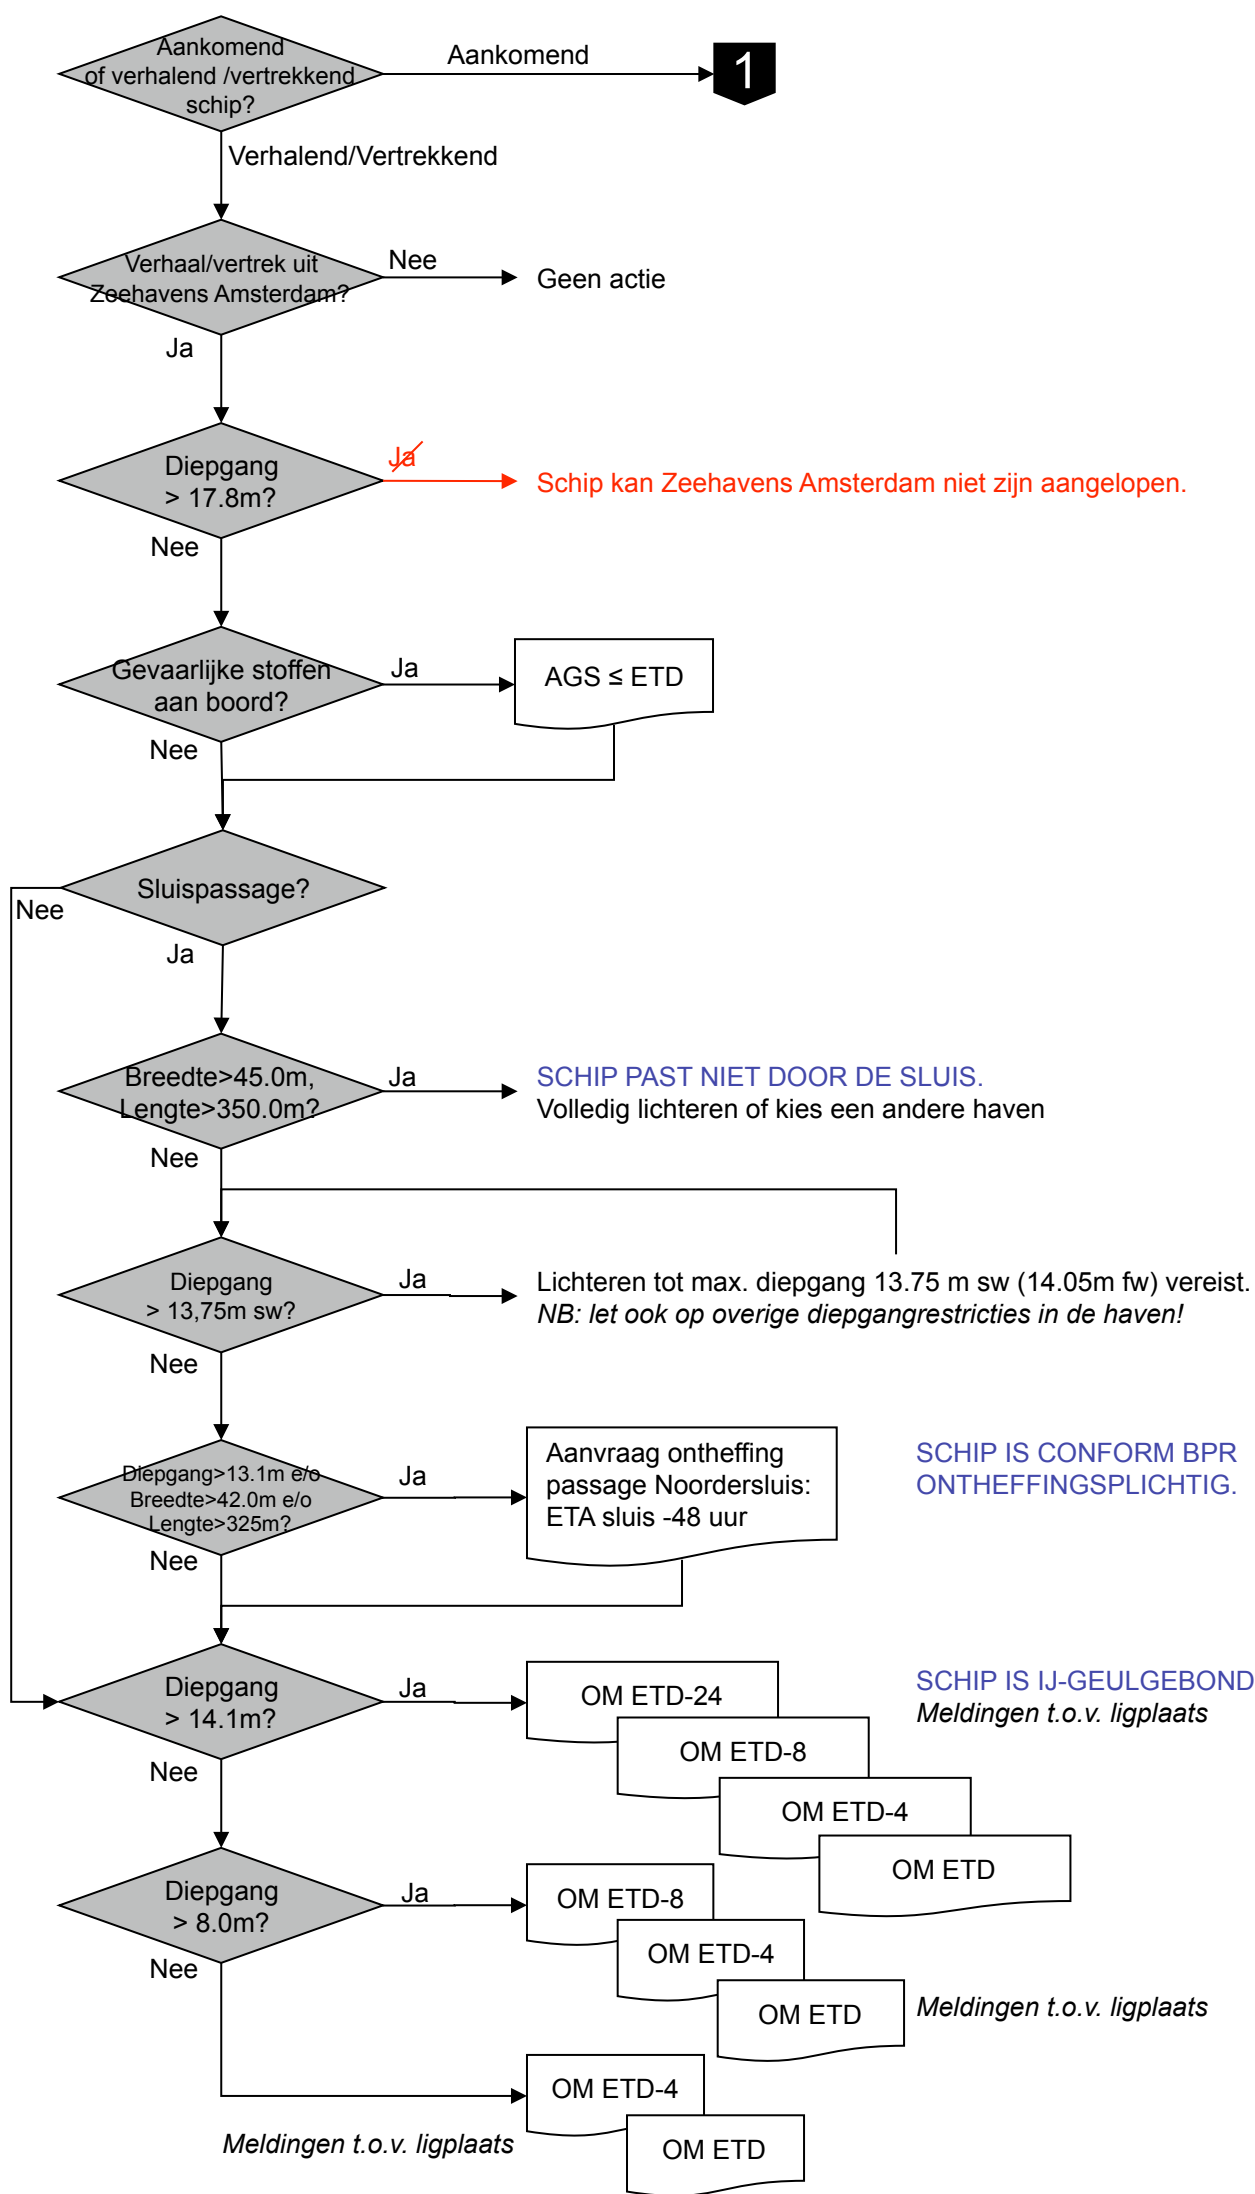 Aankomend
of verhalend /vertrekkend
schip?
Aankomend
1
Verhalend/Vertrekkend
Verhaal/vertrek uit
Zeehavens Amsterdam?
Nee
Geen actie
Ja
Diepgang
> 17.8m?
Ja
Schip kan Zeehavens Amsterdam niet zijn aangelopen.
Nee
Gevaarlijke stoffen
aan boord?
Ja
AGS ≤ ETD
Nee
Sluispassage?
Nee
Ja
Breedte>45.0m,
Lengte>350.0m?
Ja
SCHIP PAST NIET DOOR DE SLUIS.
Volledig lichteren of kies een andere haven
Nee
Diepgang
> 13,75m sw?
Ja
Lichteren tot max. diepgang 13.75 m sw (14.05m fw) vereist.
NB: let ook op overige diepgangrestricties in de haven!
Nee
Diepgang>13.1m e/o
Breedte>42.0m e/o
Lengte>325m?
Ja
Aanvraag ontheffing
passage Noordersluis:
ETA sluis -48 uur
SCHIP IS CONFORM BPR
ONTHEFFINGSPLICHTIG.
Nee
Diepgang
> 14.1m?
Ja
OM ETD-24
OM ETD-8
OM ETD-4
OM ETD
SCHIP IS IJ-GEULGEBOND
Meldingen t.o.v. ligplaats
Nee
Diepgang
> 8.0m?
Ja
OM ETD-8
OM ETD-4
OM ETD
Meldingen t.o.v. ligplaats
Nee
OM ETD-4
OM ETD
Meldingen t.o.v. ligplaats